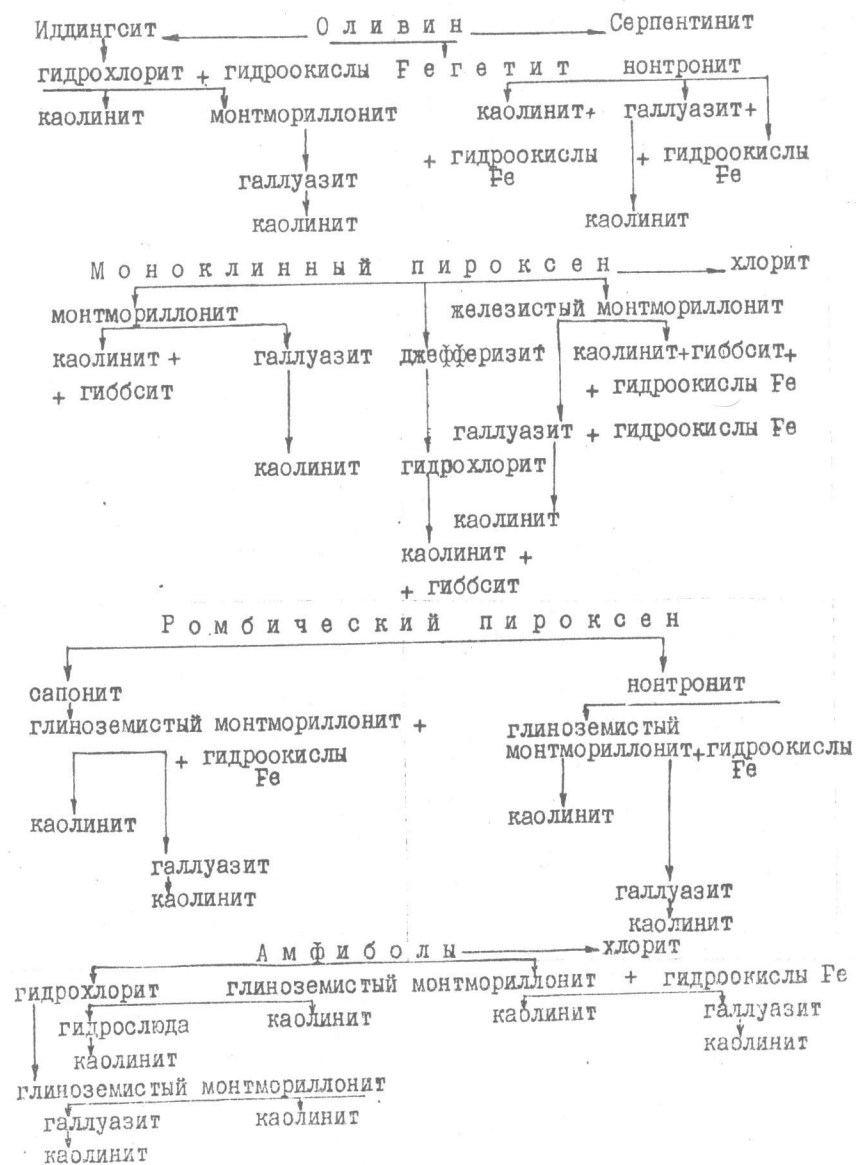 Иддингсит Оливин Серпентинит
гидрохлорит + гидроокислы Fе гетит нонтронит
каолинит монтмориллонит каолинит+ галлуазит+
+ гидроокислы Fe + гидроокислы Fe
галлуазит
каолинит каолинит
Моноклинный пироксен хлорит
монтмориллонит железистый монтмориллонит
каолинит + галлуазит джефферизит каолинит+гиббсит+
+ гиббсит + гидроокислы Fe
галлуазит + гидроокислы Fe
каолинит гидрохлорит
каолинит
каолинит +
+ гиббсит
Ромбический пироксен
сапонит нонтронит
глиноземистый монтмориллонит + глиноземистый
+ гидроокислы Fe монтмориллонит+гидроокислы Fe
каолинит каолинит
галлуазит
каолинит галлуазит
каолинит
Амфиболы хлорит
гидрохлорит глиноземистый монтмориллонит + гидроокислы Fe
гидрослюда каолинит каолинит галлуазит
каолинит каолинит
глиноземистый монтмориллонит
галлуазит каолинит
каолинит